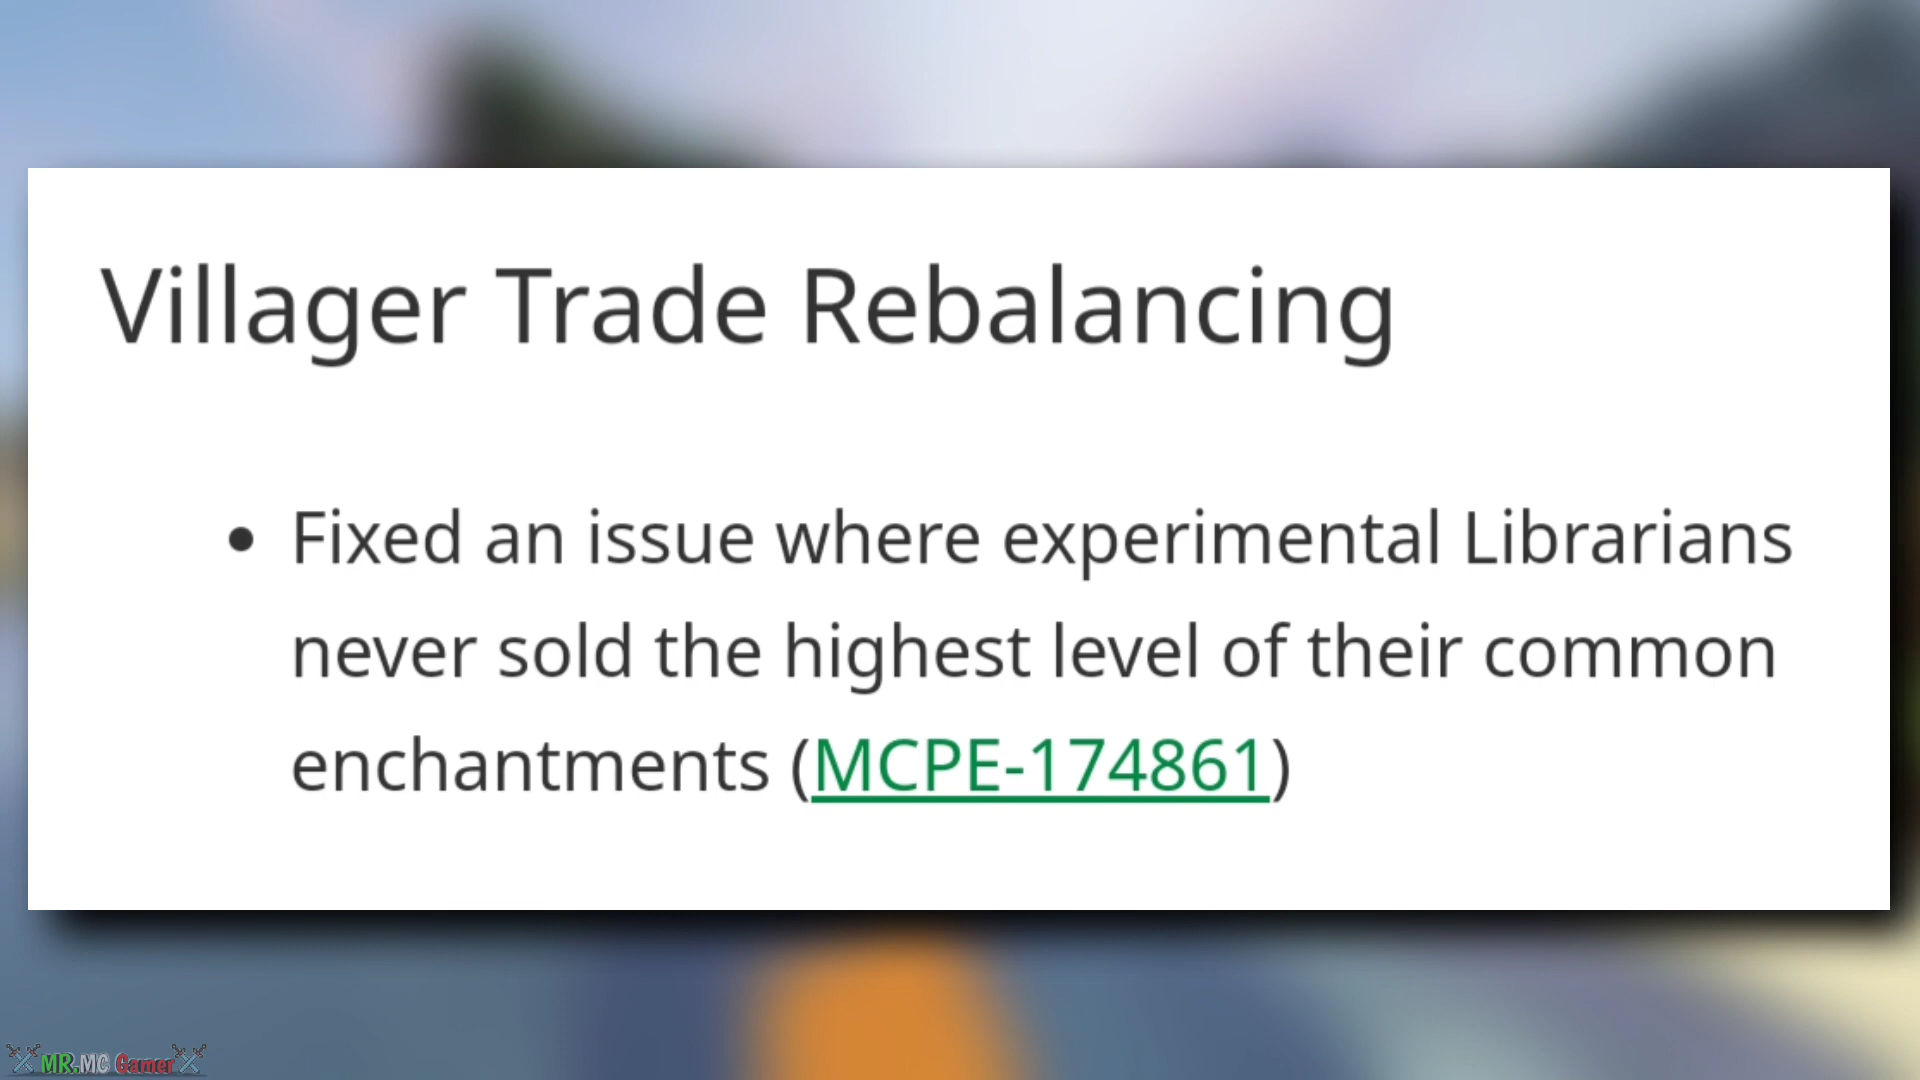 Villager Trade Rebalancing
• Fixed an issue where experimental Librarians
never sold the highest level of their common
enchantments (MCPE-174861)
MR.MC Gamer